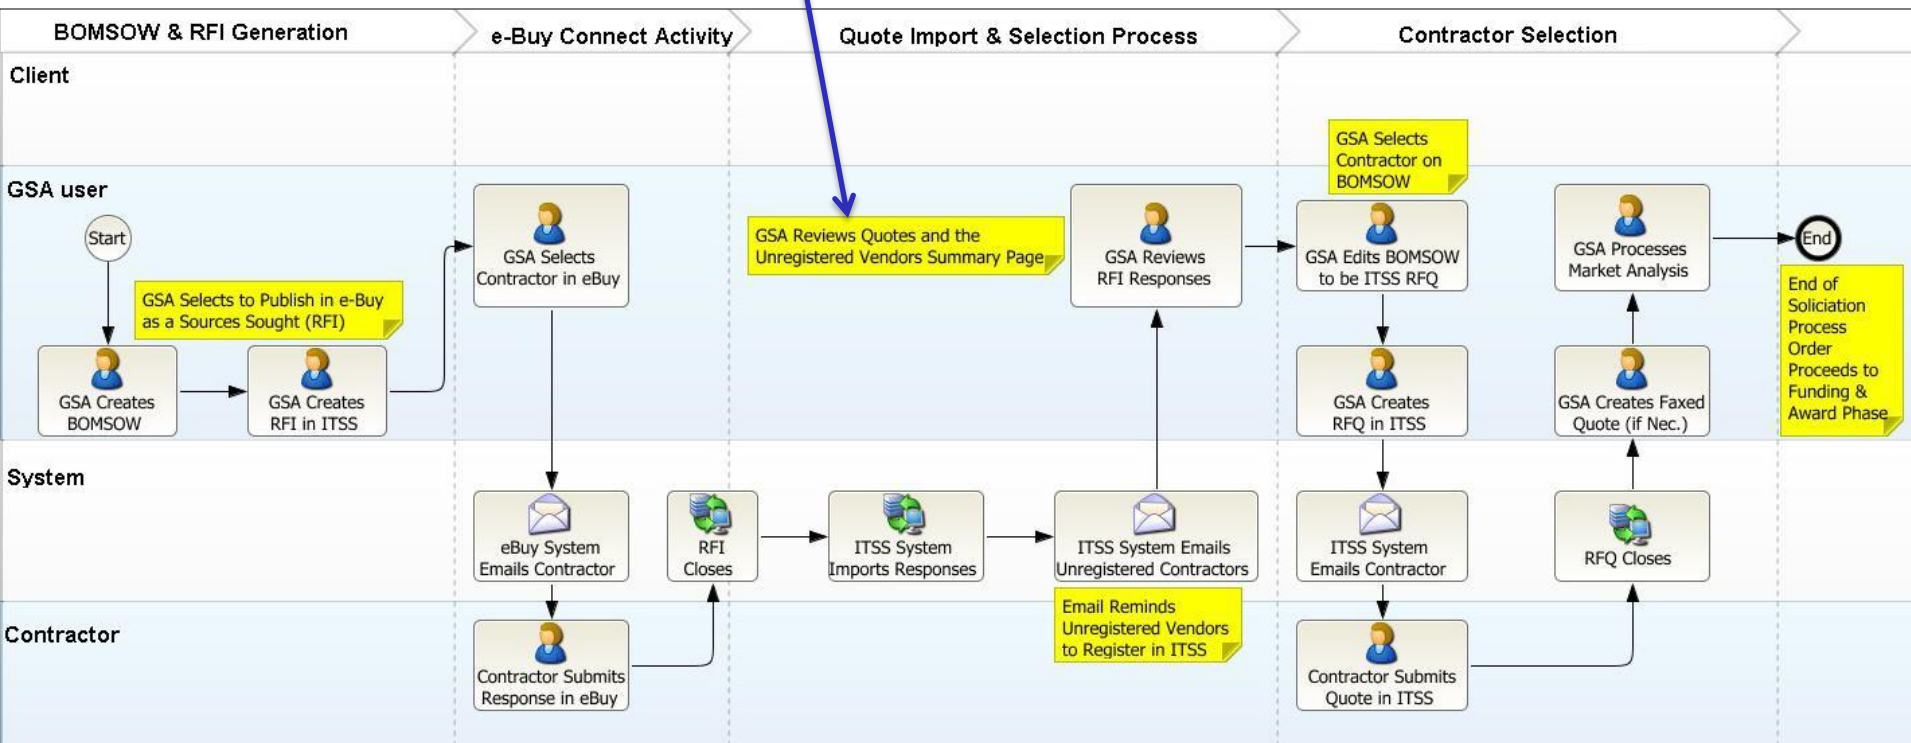 BOMSOW & RFI Generation
e-Buy Connect Activity
Quote Import & Selection Process
Contractor Selection
Client
GSA user
Start
GSA Selects to Publish in e-Buy
as a Sources Sought (RFI)
GSA Creates
BOMSOW
GSA Creates
RFI in ITSS
GSA Selects
Contractor in eBuy
GSA Reviews Quotes and the
Unregistered Vendors Summary Page
GSA Reviews
RFI Responses
GSA Selects
Contractor on
BOMSOW
GSA Edits BOMSOW
to be ITSS RFQ
GSA Creates
RFQ in ITSS
GSA Processes
Market Analysis
GSA Creates Faxed
Quote (if Nec.)
End
End of
Soliciation
Process
Order
Proceeds to
Funding &
Award Phase
System
eBuy System
Emails Contractor
RFI
Closes
ITSS System
Imports Responses
ITSS System Emails
Unregistered Contractors
Email Reminds
Unregistered Vendors
to Register in ITSS
ITSS System
Emails Contractor
RFQ Closes
Contractor
Contractor Submits
Response in eBuy
Contractor Submits
Quote in ITSS